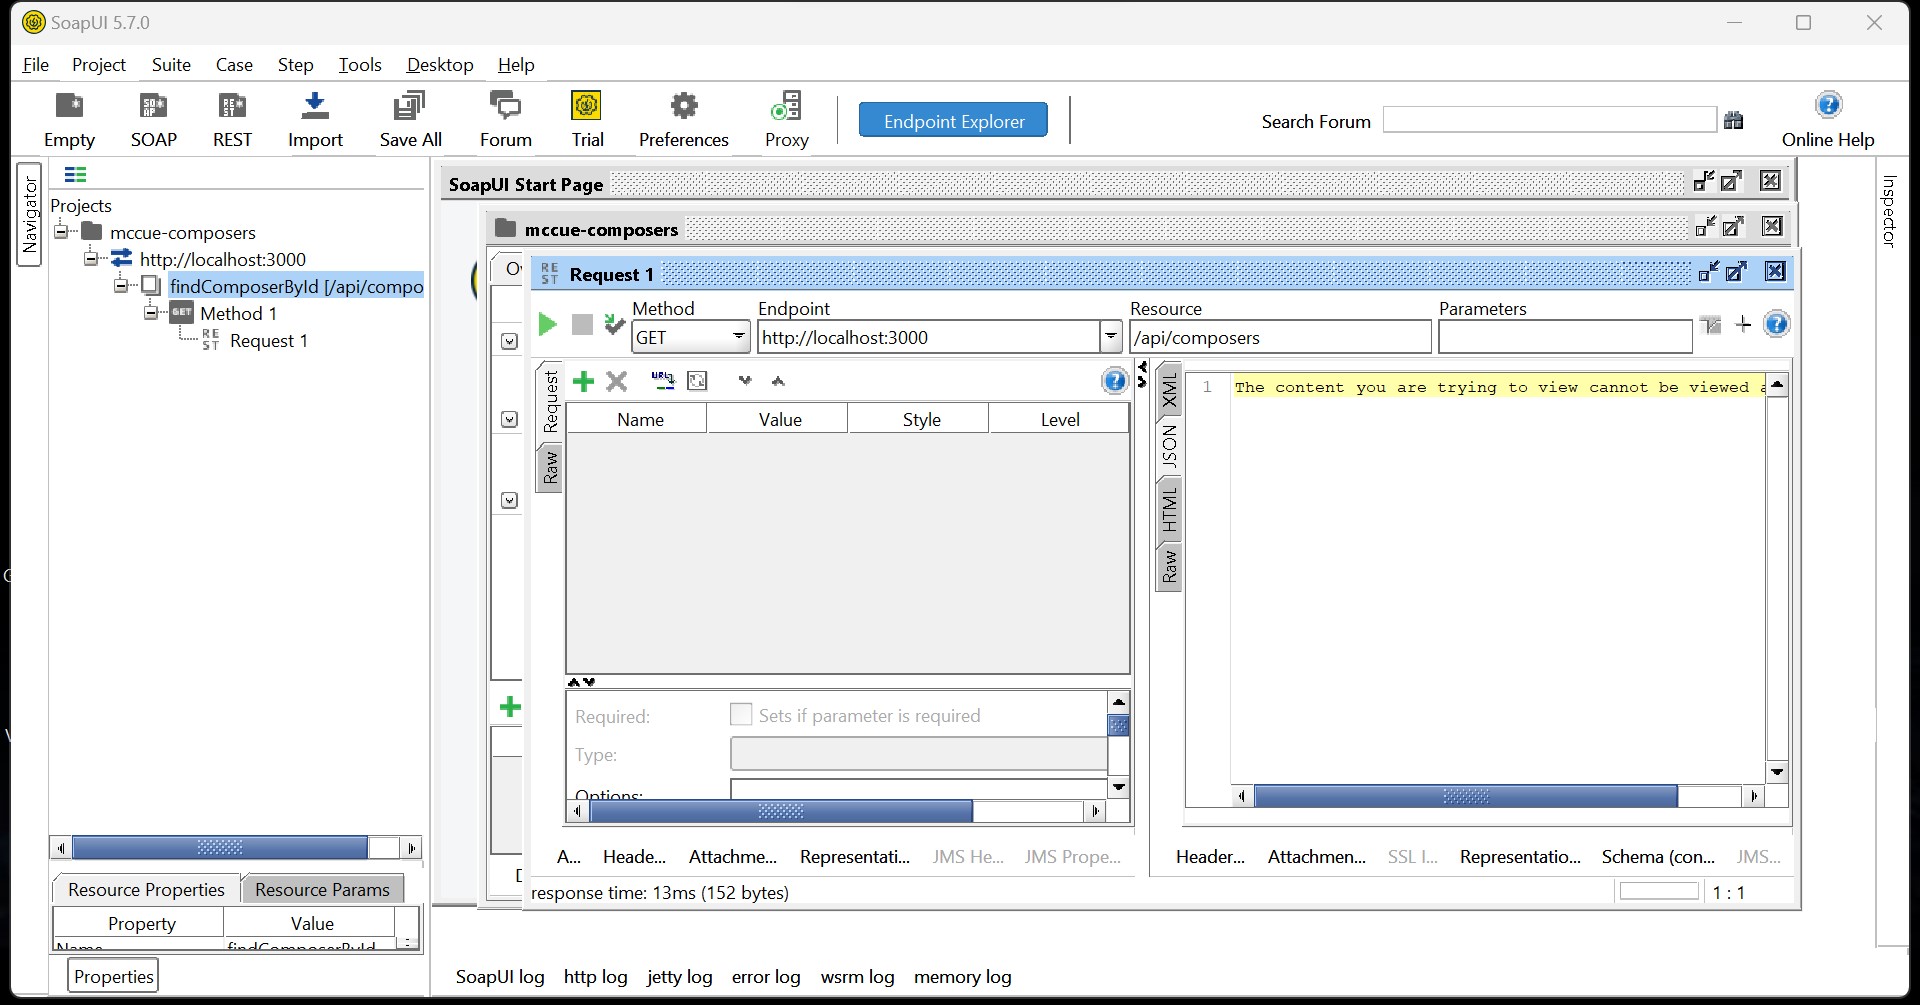 SoapUI 5.7.0
File Project Suite Case Step Tools Desktop Help
Empty SOAP REST Import Save All Forum Trial Preferences Proxy
Endpoint Explorer
Search Forum
Online Help
Navigator
Projects
mccue-composers
http://localhost:3000
findComposerById [/api/compo
GET Method 1
REST Request 1
Resource Properties Resource Params
Property Value
Name findComposerById
Properties
SoapUI Start Page
mccue-composers
Ov
REST Request 1
Method Endpoint Resource Parameters
GET http://localhost:3000 /api/composers
Request
Raw
URL
Name Value Style Level
Required: Sets if parameter is required
Type:
Options:
A... Heade... Attachme... Representati... JMS He... JMS Prope...
XML
JSON
HTML
Raw
1 The content you are trying to view cannot be viewed a
Header... Attachmen... SSL I... Representatio... Schema (con... JMS...
response time: 13ms (152 bytes)
1 : 1
Inspector
SoapUI log http log jetty log error log wsrm log memory log